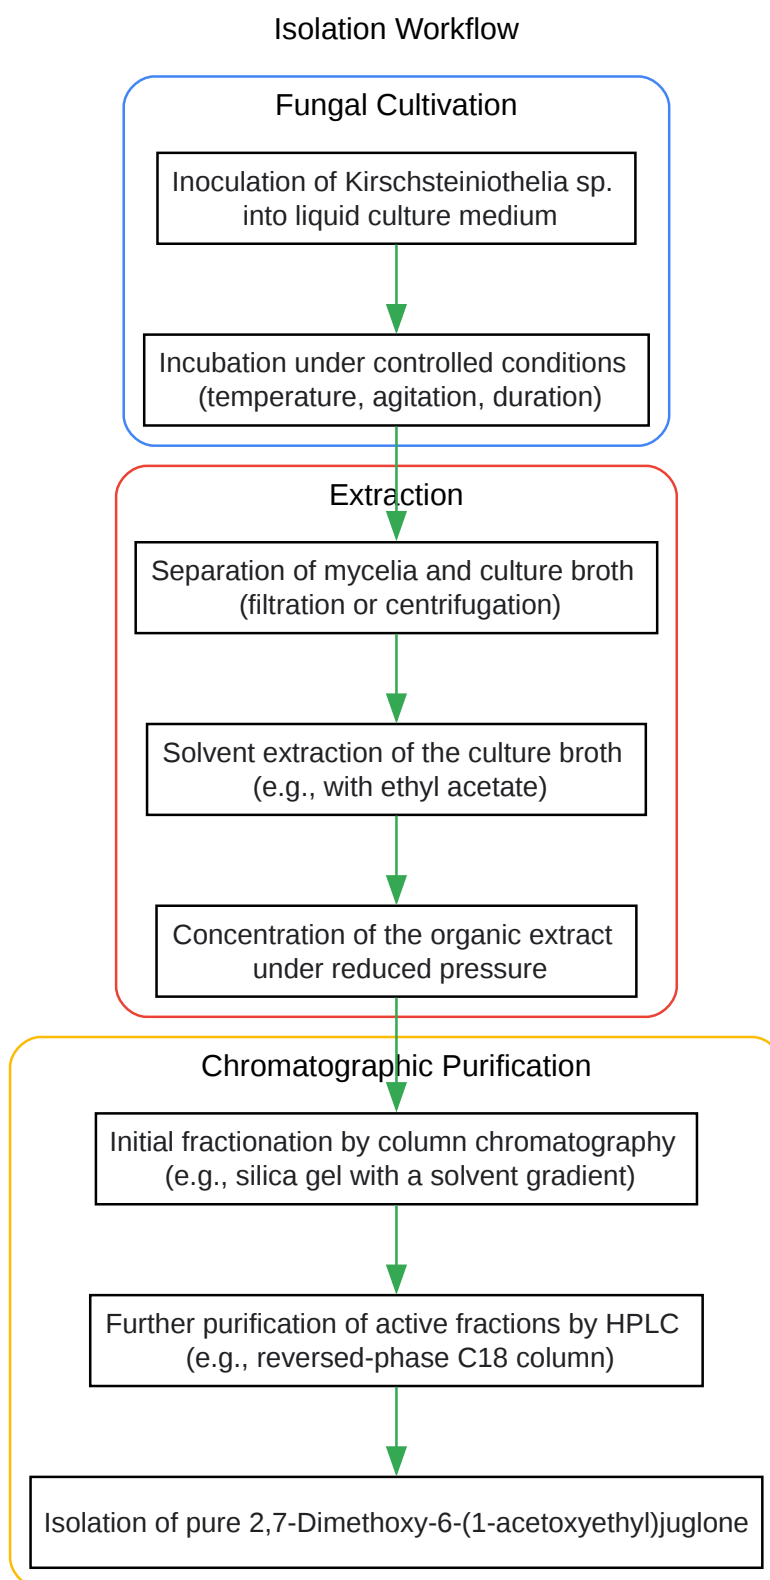 Isolation Workflow
Fungal Cultivation
Inoculation of Kirschsteiniothelia sp.
into liquid culture medium
Incubation under controlled conditions
(temperature, agitation, duration)
Extraction
Separation of mycelia and culture broth
(filtration or centrifugation)
Solvent extraction of the culture broth
(e.g., with ethyl acetate)
Concentration of the organic extract
under reduced pressure
Chromatographic Purification
Initial fractionation by column chromatography
(e.g., silica gel with a solvent gradient)
Further purification of active fractions by HPLC
(e.g., reversed-phase C18 column)
Isolation of pure 2,7-Dimethoxy-6-(1-acetoxyethyl)juglone